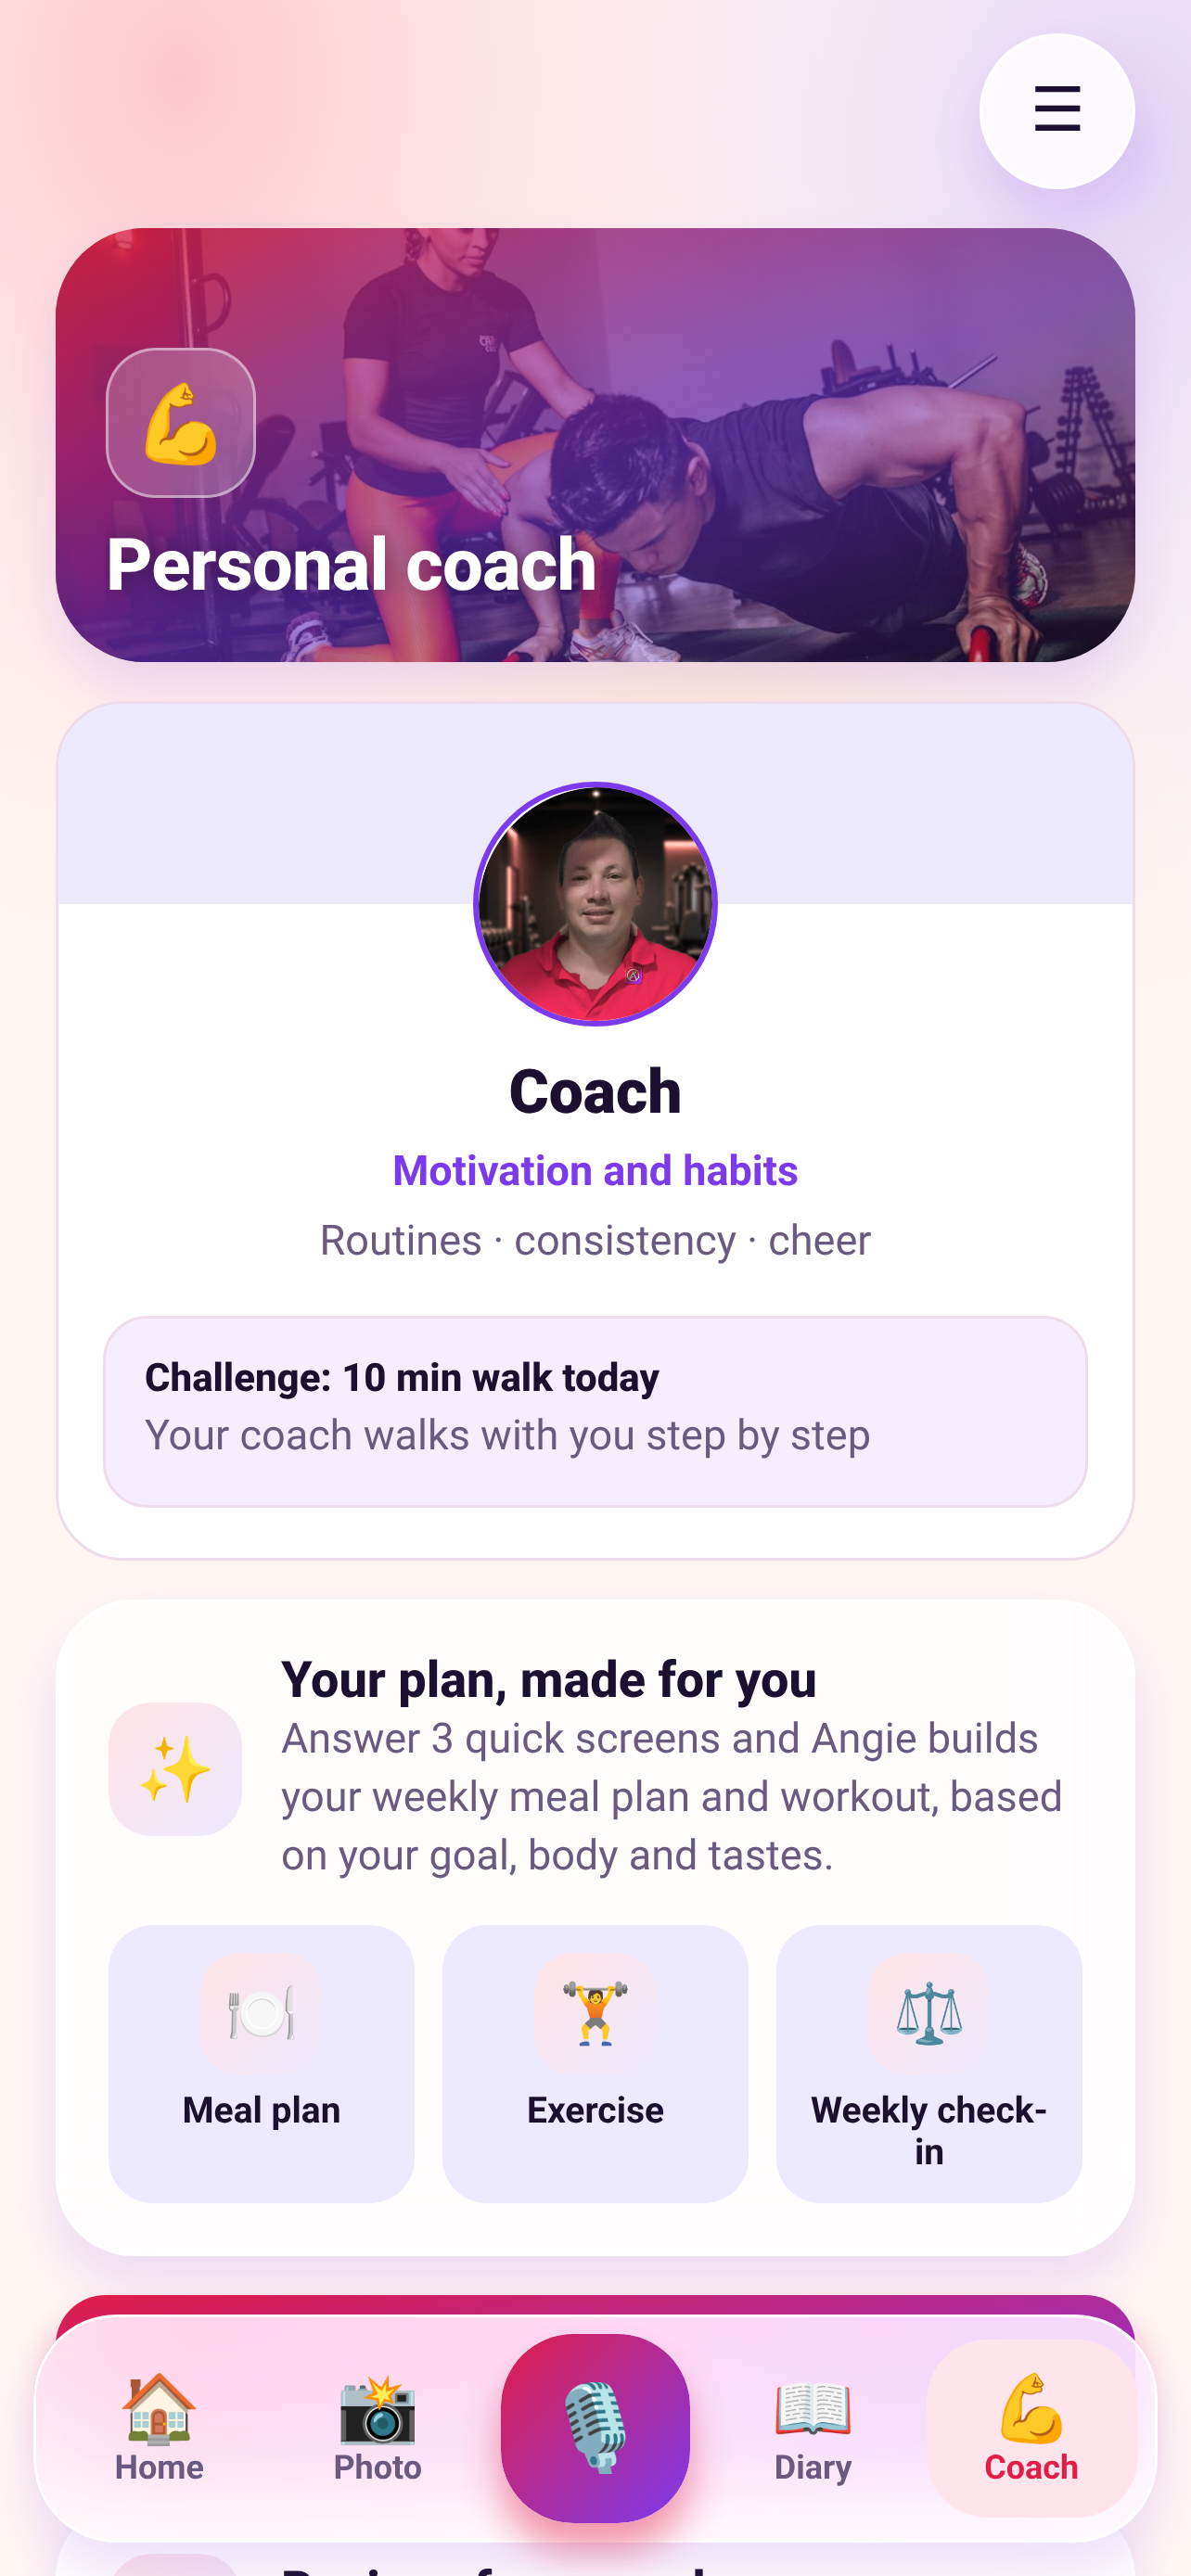 Personal coach
Coach
Motivation and habits
Routines · consistency · cheer
Challenge: 10 min walk today
Your coach walks with you step by step
Your plan, made for you
Answer 3 quick screens and Angie builds
your weekly meal plan and workout, based
on your goal, body and tastes.
Meal plan
Exercise
Weekly check-
in
Home
Photo
Diary
Coach